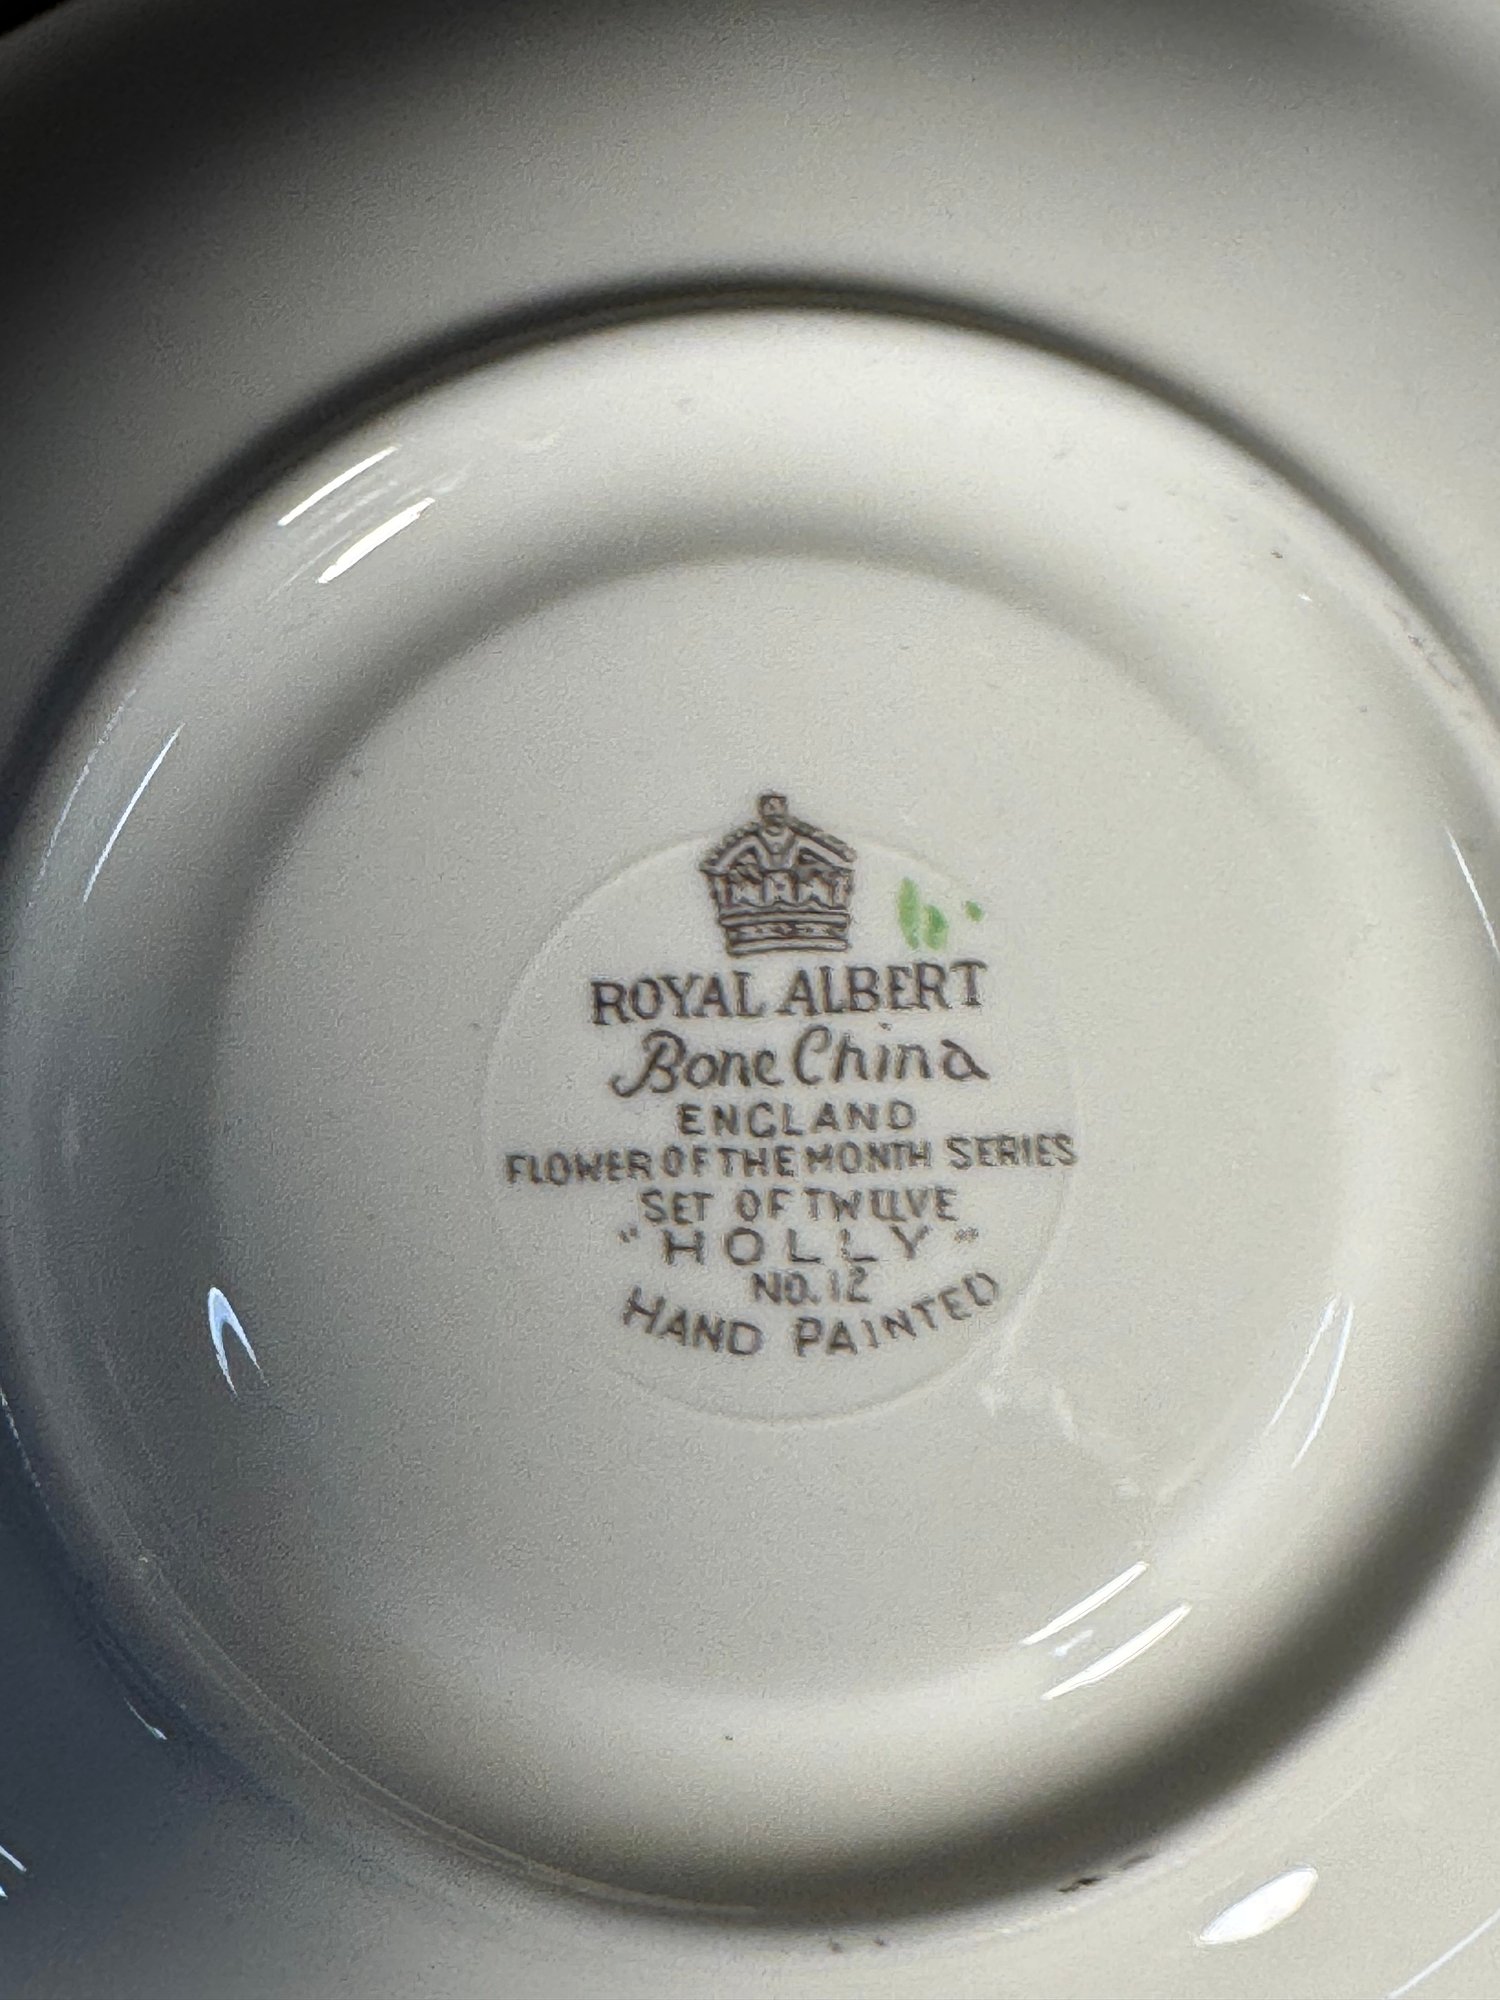 ROYAL ALBERT
Bone China
ENGLAND
FLOWER OF THE MONTH SERIES
SET OF TWELVE
"HOLLY"
NO.12
HAND PAINTED